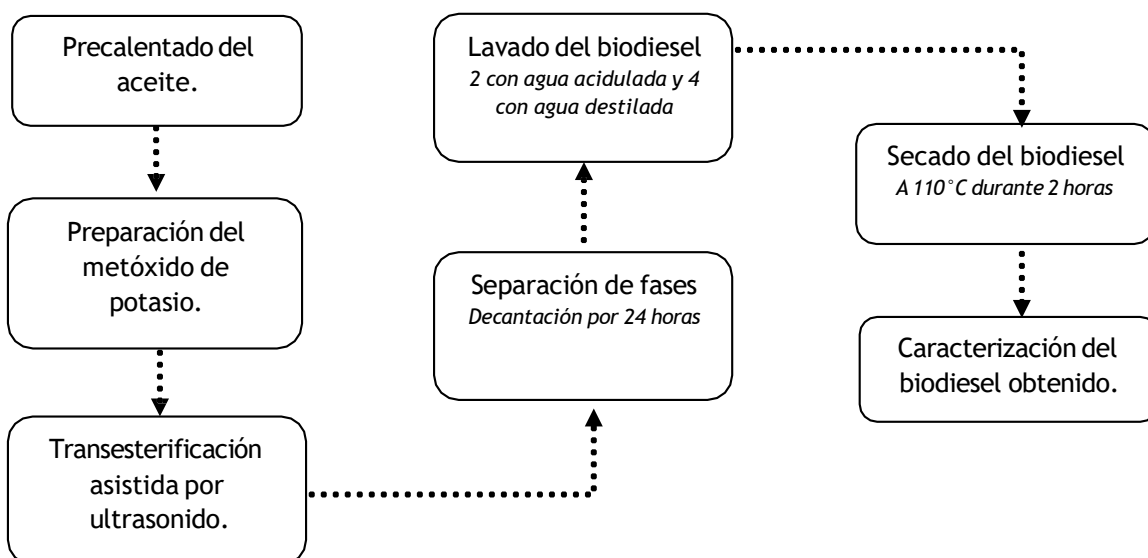 Precalentado del
aceite.
Preparación del
metóxido de
potasio.
Transesterificación
asistida por
ultrasonido.
Separación de fases
Decantación por 24 horas
Lavado del biodiesel
2 con agua acidulada y 4
con agua destilada
Secado del biodiesel
A 110°C durante 2 horas
Caracterización del
biodiesel obtenido.